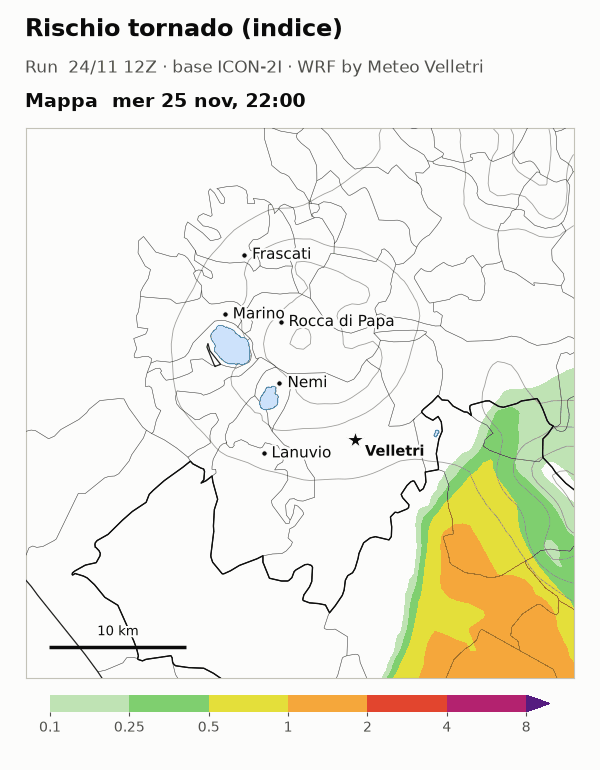 Rischio tornado (indice)
Run 24/11 12Z · base ICON-2I · WRF by Meteo Velletri
Mappa mer 25 nov, 22:00
Frascati
Marino
Rocca di Papa
Nemi
Lanuvio
Velletri
10 km
0.1 0.25 0.5 1 2 4 8